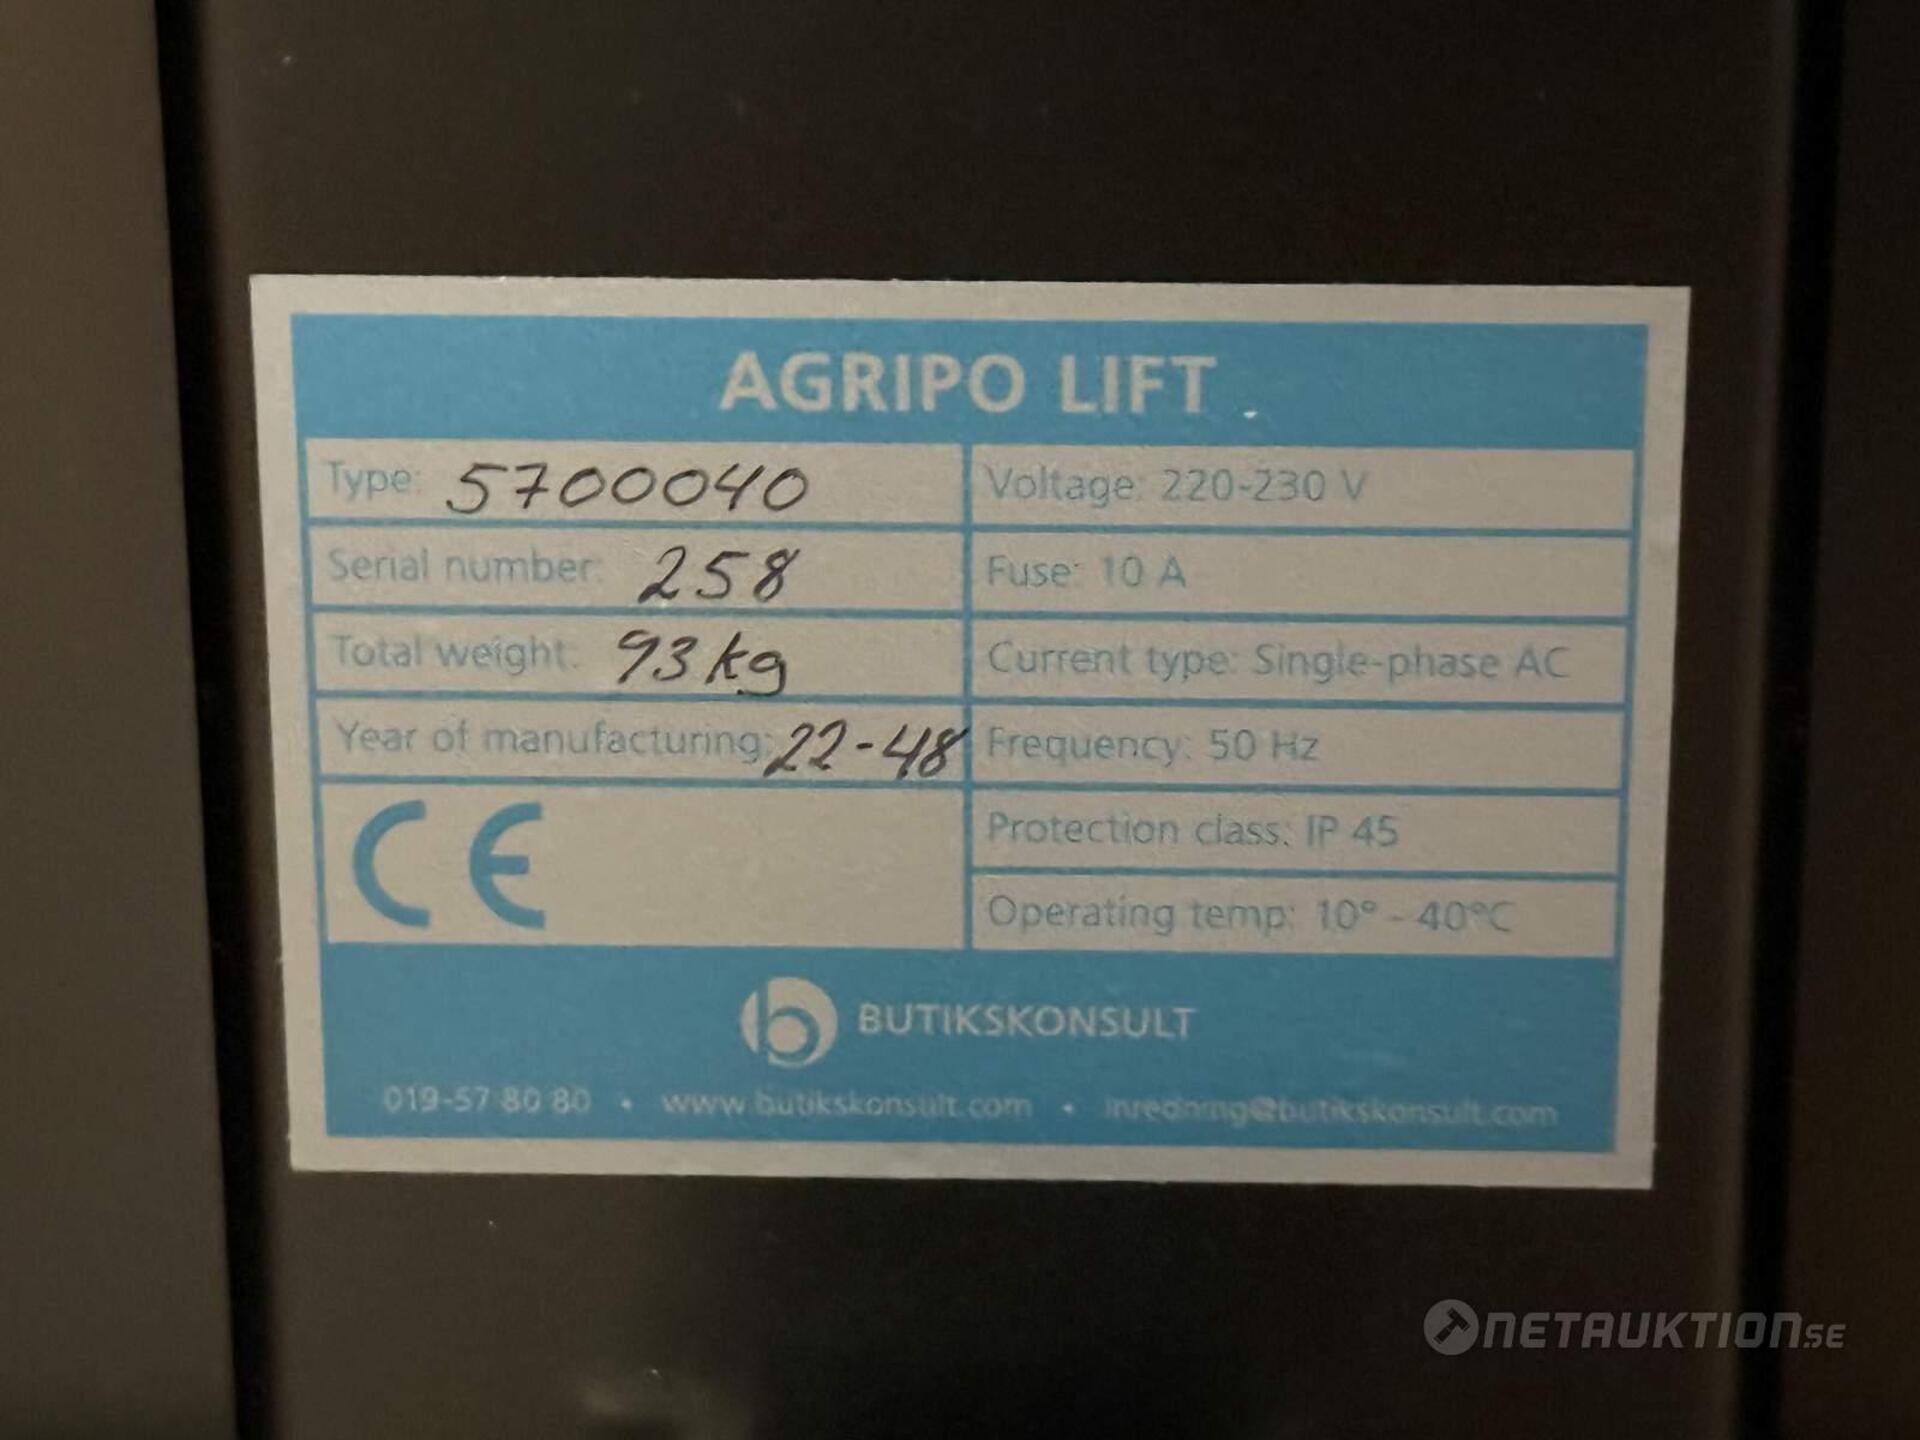 AGRIPO LIFT
Type: 5700040
Serial number: 258
Total weight: 93 kg
Year of manufacturing: 22-48
CE
Voltage: 220-230 V
Fuse: 10 A
Current type: Single-phase AC
Frequency: 50 Hz
Protection class: IP 45
Operating temp: 10° - 40°C
b BUTIKSKONSULT
019-57 80 80 • www.butikskonsult.com • inredning@butikskonsult.com
NETAUKTION.SE